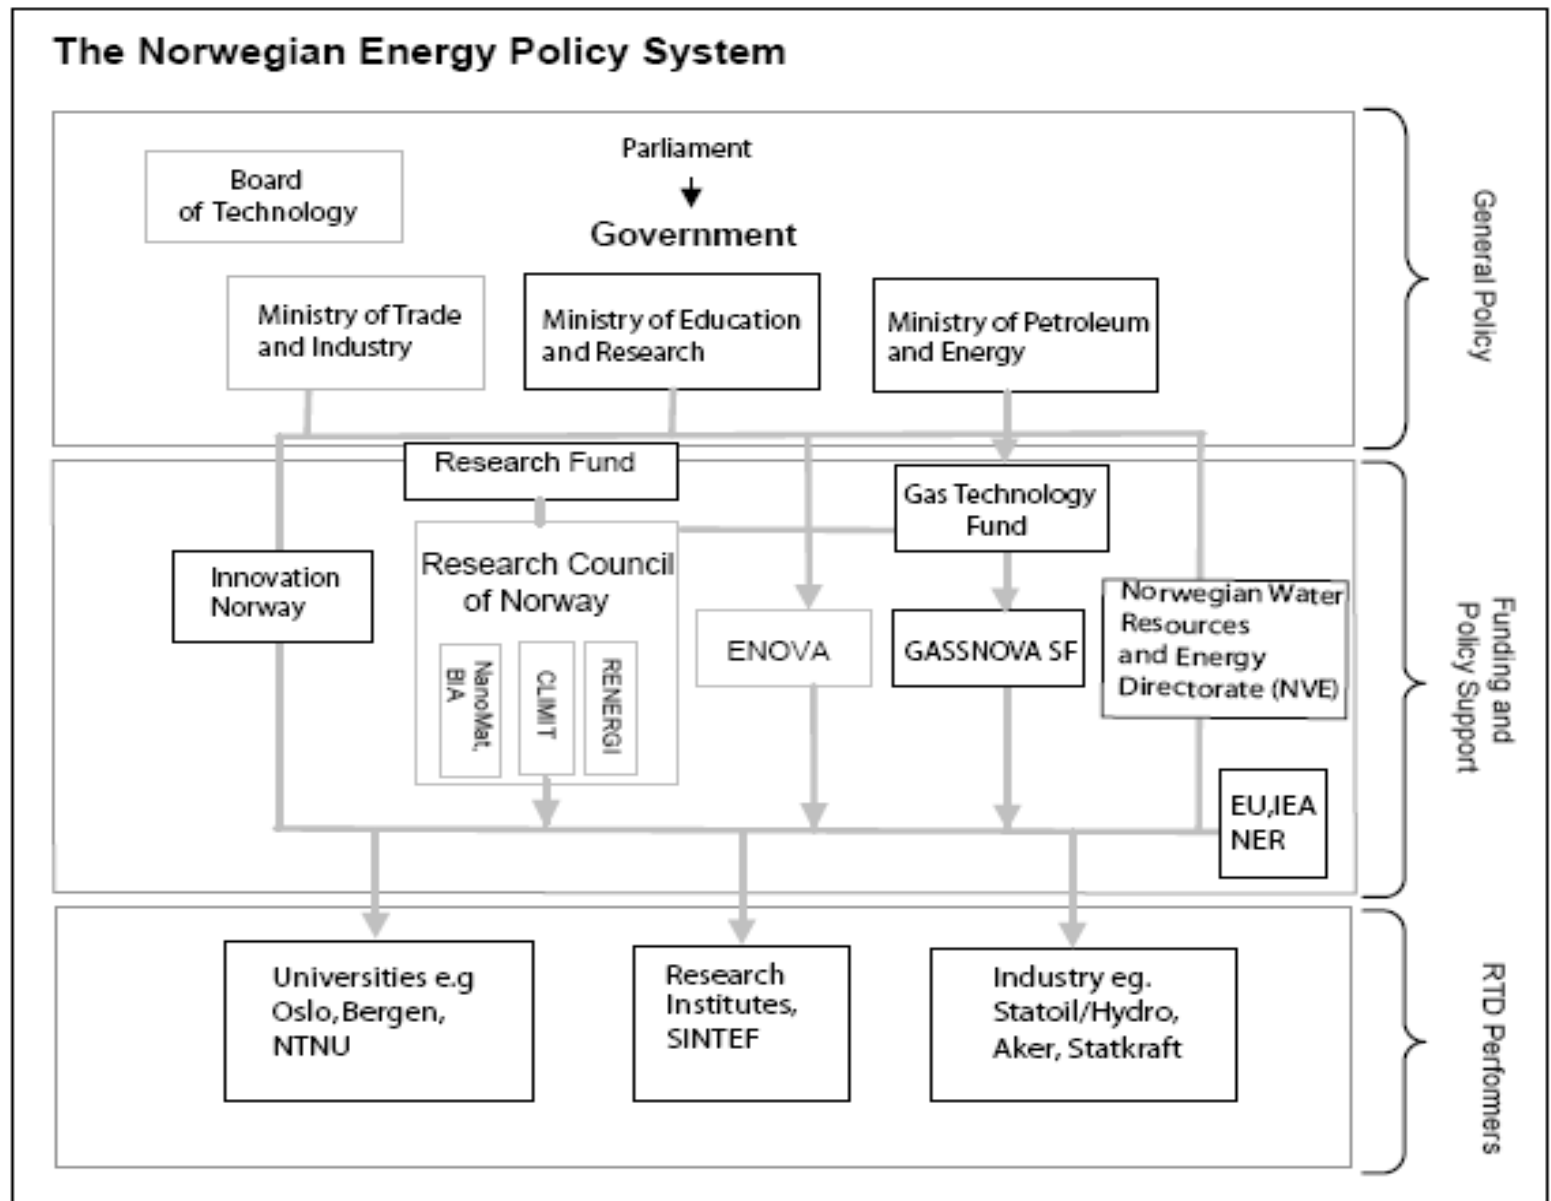 The Norwegian Energy Policy System
Parliament
Board
of Technology
Government
Ministry of Trade
and Industry
Ministry of Education
and Research
Ministry of Petroleum
and Energy
General Policy
Research Fund
Gas Technology
Fund
Research Council
of Norway
Innovation
Norway
NanoMat,
BIA
CLIMIT
RENERGI
ENOVA
GASSNOVA SF
Norwegian Water
Resources
and Energy
Directorate (NVE)
EU,IEA
NER
Funding and
Policy Support
Universities e.g
Oslo, Bergen,
NTNU
Research
Institutes,
SINTEF
Industry eg.
Statoil/Hydro,
Aker, Statkraft
RTD Performers